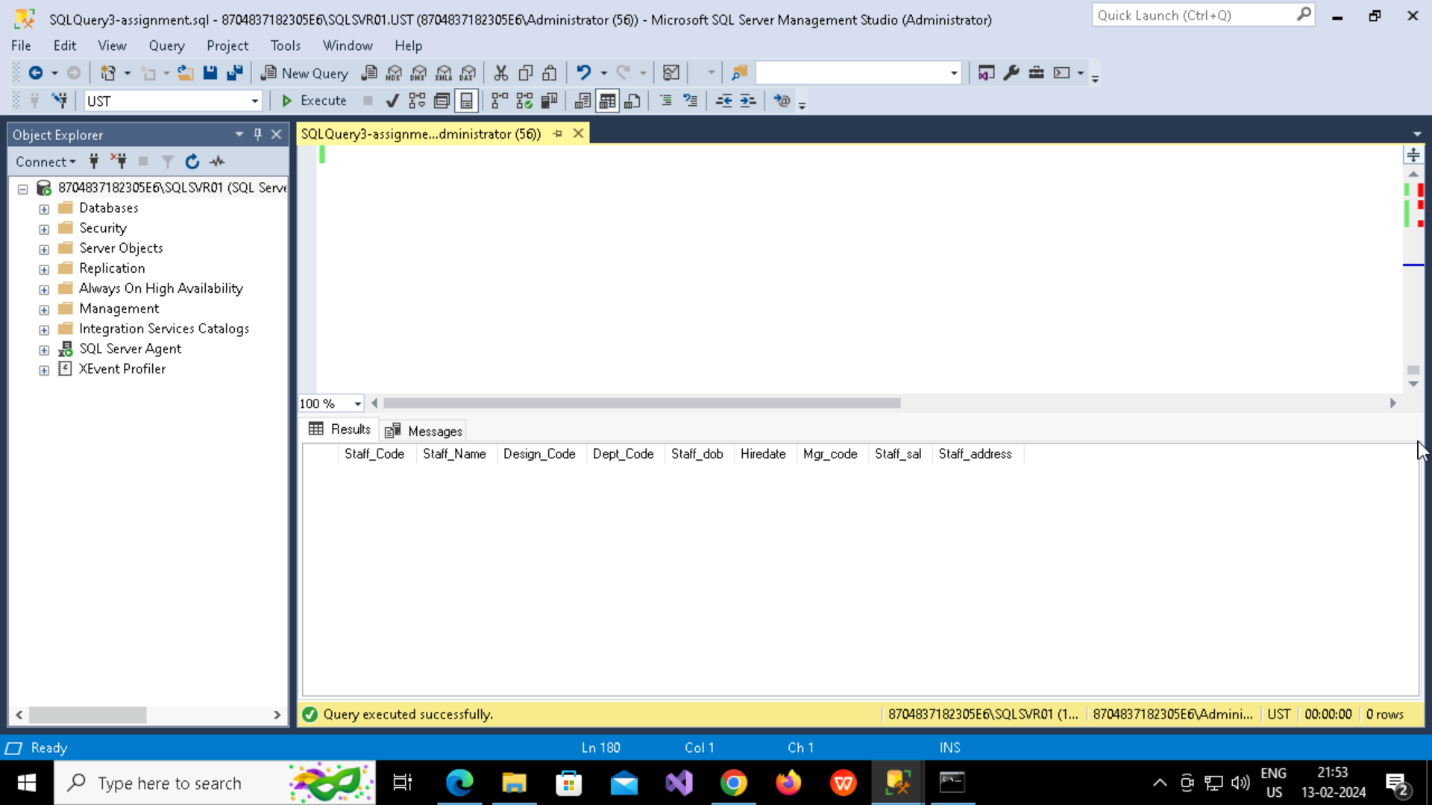 SQLQuery3-assignment.sql - 8704837182305E6\SQLSVR01.UST (8704837182305E6\Administrator (56)) - Microsoft SQL Server Management Studio (Administrator)
Quick Launch (Ctrl+Q)
File Edit View Query Project Tools Window Help
New Query MDX DMX XMLA DAX
UST Execute
Object Explorer
SQLQuery3-assignme...dministrator (56))
Connect
8704837182305E6\SQLSVR01 (SQL Serve
Databases
Security
Server Objects
Replication
Always On High Availability
Management
Integration Services Catalogs
SQL Server Agent
XEvent Profiler
100 %
Results Messages
Staff_Code Staff_Name Design_Code Dept_Code Staff_dob Hiredate Mgr_code Staff_sal Staff_address
Query executed successfully. 8704837182305E6\SQLSVR01 (1... 8704837182305E6\Admini... UST 00:00:00 0 rows
Ready Ln 180 Col 1 Ch 1 INS
Type here to search
ENG
US
21:53
13-02-2024
2